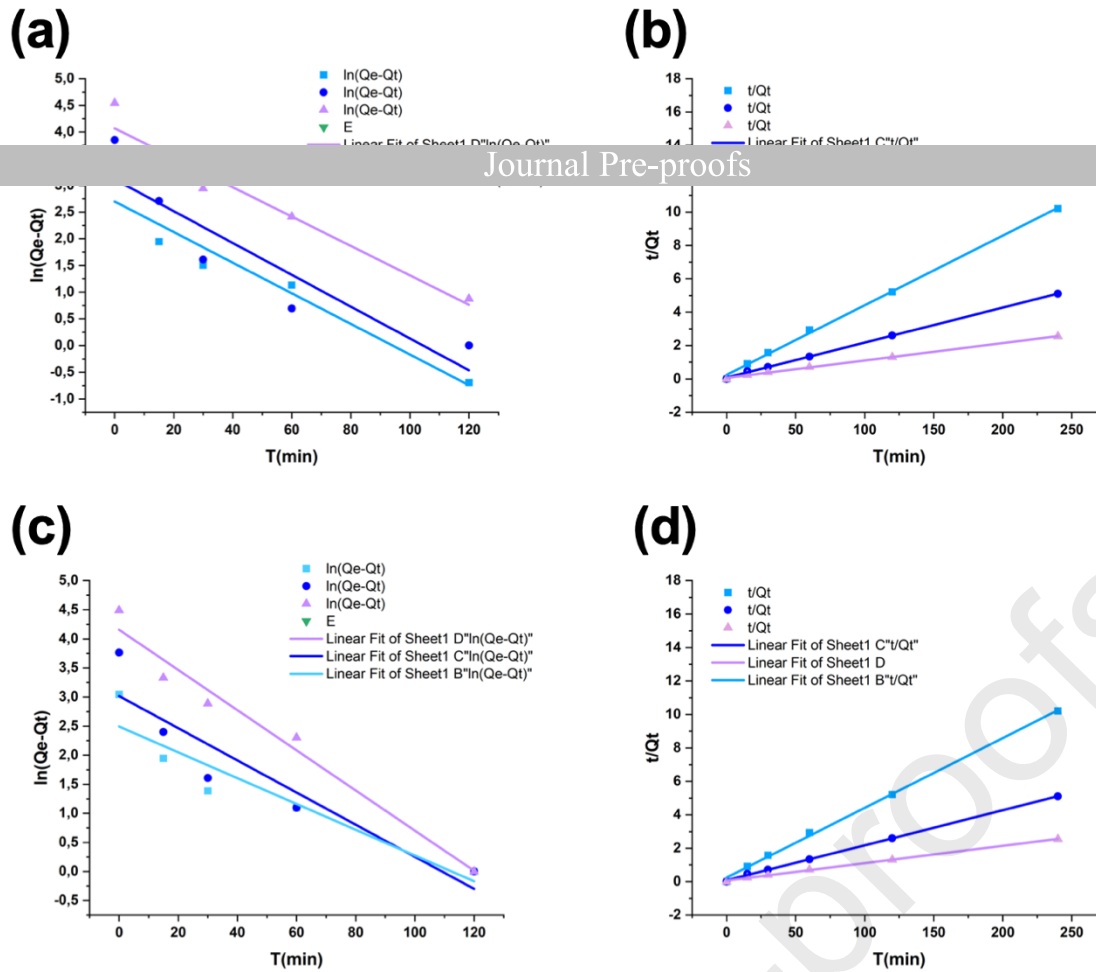 (a)
(b)
5,0
4,5
4,0
3,0
2,5
2,0
1,5
1,0
0,5
0,0
-0,5
-1,0
ln(Qe-Qt)
ln(Qe-Qt)
ln(Qe-Qt)
ln(Qe-Qt)
E
Linear Fit of Sheet1 D"ln(Qe-Qt)"
0 20 40 60 80 100 120
T(min)
18
16
14
10
8
6
4
2
0
-2
t/Qt
t/Qt
t/Qt
t/Qt
Linear Fit of Sheet1 C"t/Qt"
0 50 100 150 200 250
T(min)
Journal Pre-proofs
(c)
(d)
5,0
4,5
4,0
3,5
3,0
2,5
2,0
1,5
1,0
0,5
0,0
-0,5
ln(Qe-Qt)
ln(Qe-Qt)
ln(Qe-Qt)
ln(Qe-Qt)
E
Linear Fit of Sheet1 D"ln(Qe-Qt)"
Linear Fit of Sheet1 C"ln(Qe-Qt)"
Linear Fit of Sheet1 B"ln(Qe-Qt)"
0 20 40 60 80 100 120
T(min)
18
16
14
12
10
8
6
4
2
0
-2
t/Qt
t/Qt
t/Qt
t/Qt
Linear Fit of Sheet1 C"t/Qt"
Linear Fit of Sheet1 D
Linear Fit of Sheet1 B"t/Qt"
0 50 100 150 200 250
T(min)
proofs